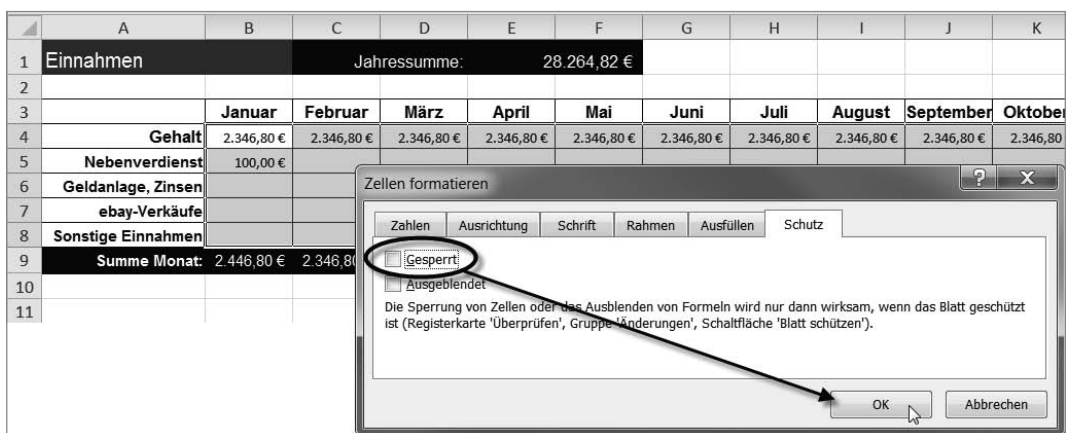 A B C D E F G H I J K
1 Einnahmen Jahressumme: 28.264,82 €
2
3 Januar Februar März April Mai Juni Juli August September Oktober
4 Gehalt 2.346,80 € 2.346,80 € 2.346,80 € 2.346,80 € 2.346,80 € 2.346,80 € 2.346,80 € 2.346,80 € 2.346,80 € 2.346,80
5 Nebenverdienst 100,00 €
6 Geldanlage, Zinsen
7 ebay-Verkäufe
8 Sonstige Einnahmen
9 Summe Monat: 2.446,80 € 2.346,80
10
11
Zellen formatieren ? X
Zahlen Ausrichtung Schrift Rahmen Ausfüllen Schutz
Gesperrt
Ausgeblendet
Die Sperrung von Zellen oder das Ausblenden von Formeln wird nur dann wirksam, wenn das Blatt geschützt
ist (Registerkarte 'Überprüfen', Gruppe 'Änderungen', Schaltfläche 'Blatt schützen').
OK Abbrechen